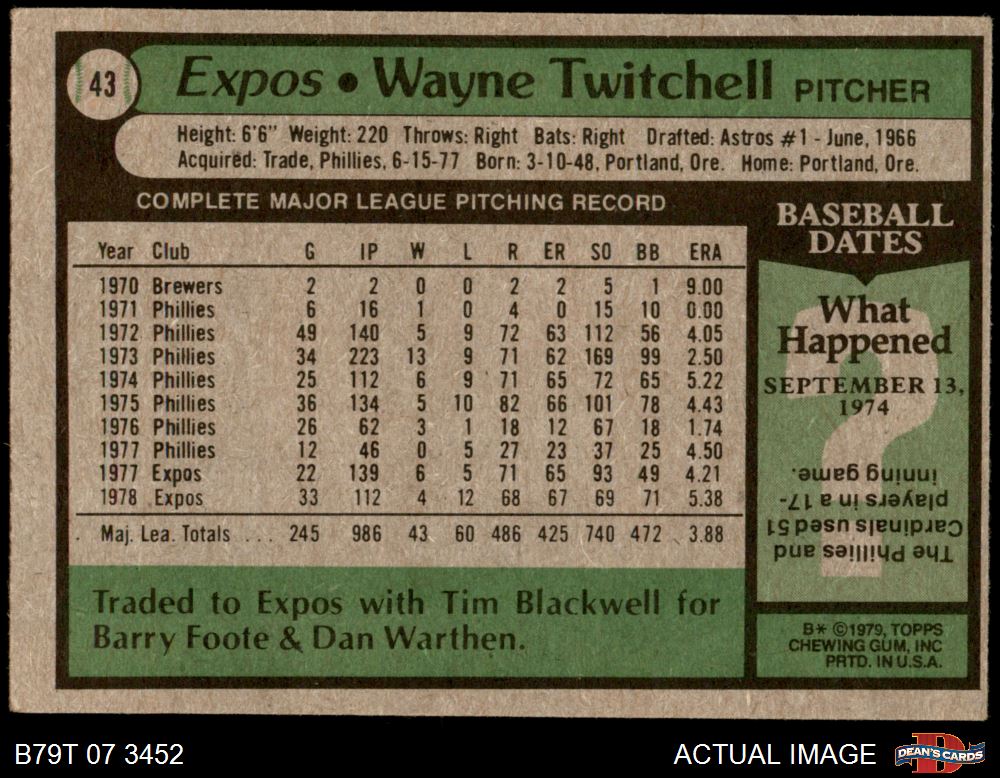 43
Expos • Wayne Twitchell PITCHER
Height: 6'6" Weight: 220 Throws: Right Bats: Right Drafted: Astros #1 - June, 1966
Acquired: Trade, Phillies, 6-15-77 Born: 3-10-48, Portland, Ore. Home: Portland, Ore.
COMPLETE MAJOR LEAGUE PITCHING RECORD
Year Club G IP W L R ER SO BB ERA
1970 Brewers 2 2 0 0 2 2 5 1 9.00
1971 Phillies 6 16 1 0 4 0 15 10 0.00
1972 Phillies 49 140 5 9 72 63 112 56 4.05
1973 Phillies 34 223 13 9 71 62 169 99 2.50
1974 Phillies 25 112 6 9 71 65 72 65 5.22
1975 Phillies 36 134 5 10 82 66 101 78 4.43
1976 Phillies 26 62 3 1 18 12 67 18 1.74
1977 Phillies 12 46 0 5 27 23 37 25 4.50
1977 Expos 22 139 6 5 71 65 93 49 4.21
1978 Expos 33 112 4 12 68 67 69 71 5.38
Maj. Lea. Totals ... 245 986 43 60 486 425 740 472 3.88
Traded to Expos with Tim Blackwell for
Barry Foote & Dan Warthen.
BASEBALL
DATES
What
Happened
SEPTEMBER 13,
1974
?
The Phillies and
Cardinals used 51
players in a 17-
inning game.
B* ©1979, TOPPS
CHEWING GUM, INC
PRTD. IN U.S.A.
B79T 07 3452
ACTUAL IMAGE
D
DEAN'S CARDS